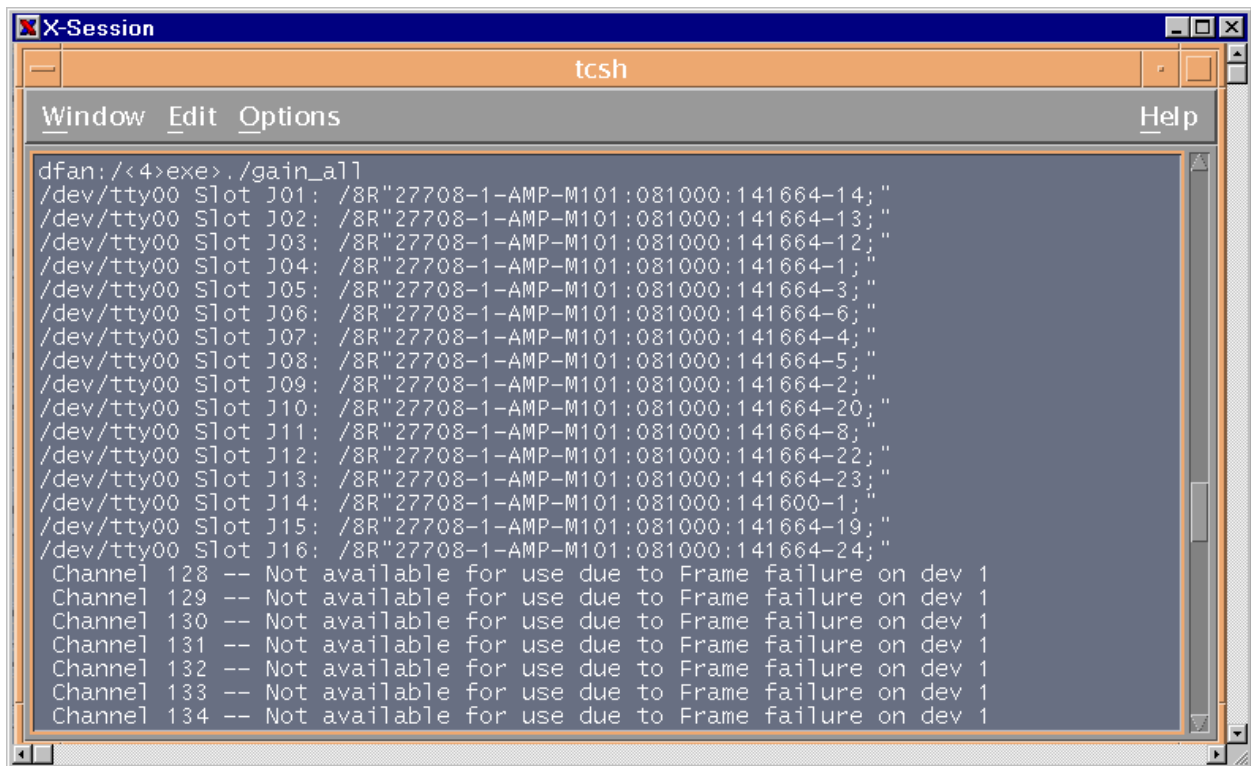 X-Session
tcsh
Window Edit Options Help
dfan:/<4>exe>./gain_all
/dev/tty00 Slot J01: /8R"27708-1-AMP-M101:081000:141664-14;"
/dev/tty00 Slot J02: /8R"27708-1-AMP-M101:081000:141664-13;"
/dev/tty00 Slot J03: /8R"27708-1-AMP-M101:081000:141664-12;"
/dev/tty00 Slot J04: /8R"27708-1-AMP-M101:081000:141664-1;"
/dev/tty00 Slot J05: /8R"27708-1-AMP-M101:081000:141664-3;"
/dev/tty00 Slot J06: /8R"27708-1-AMP-M101:081000:141664-6;"
/dev/tty00 Slot J07: /8R"27708-1-AMP-M101:081000:141664-4;"
/dev/tty00 Slot J08: /8R"27708-1-AMP-M101:081000:141664-5;"
/dev/tty00 Slot J09: /8R"27708-1-AMP-M101:081000:141664-2;"
/dev/tty00 Slot J10: /8R"27708-1-AMP-M101:081000:141664-20;"
/dev/tty00 Slot J11: /8R"27708-1-AMP-M101:081000:141664-8;"
/dev/tty00 Slot J12: /8R"27708-1-AMP-M101:081000:141664-22;"
/dev/tty00 Slot J13: /8R"27708-1-AMP-M101:081000:141664-23;"
/dev/tty00 Slot J14: /8R"27708-1-AMP-M101:081000:141600-1;"
/dev/tty00 Slot J15: /8R"27708-1-AMP-M101:081000:141664-19;"
/dev/tty00 Slot J16: /8R"27708-1-AMP-M101:081000:141664-24;"
Channel 128 -- Not available for use due to Frame failure on dev 1
Channel 129 -- Not available for use due to Frame failure on dev 1
Channel 130 -- Not available for use due to Frame failure on dev 1
Channel 131 -- Not available for use due to Frame failure on dev 1
Channel 132 -- Not available for use due to Frame failure on dev 1
Channel 133 -- Not available for use due to Frame failure on dev 1
Channel 134 -- Not available for use due to Frame failure on dev 1